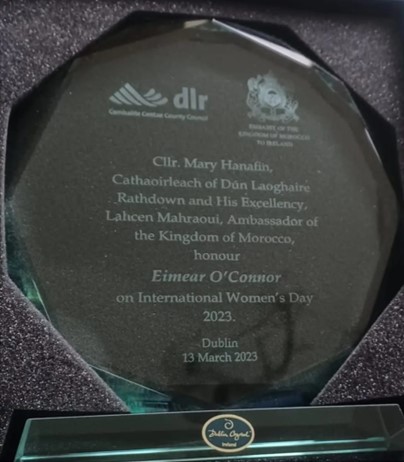 dlr
Comhairle Contae County Council
EMBASSY OF THE
KINGDOM OF MOROCCO
TO IRELAND
Cllr. Mary Hanafin,
Cathaoirleach of Dún Laoghaire
Rathdown and His Excellency,
Lahcen Mahraoui, Ambassador of
the Kingdom of Morocco,
honour
Eimear O'Connor
on International Women's Day
2023.
Dublin
13 March 2023
Dublin Crystal
Ireland